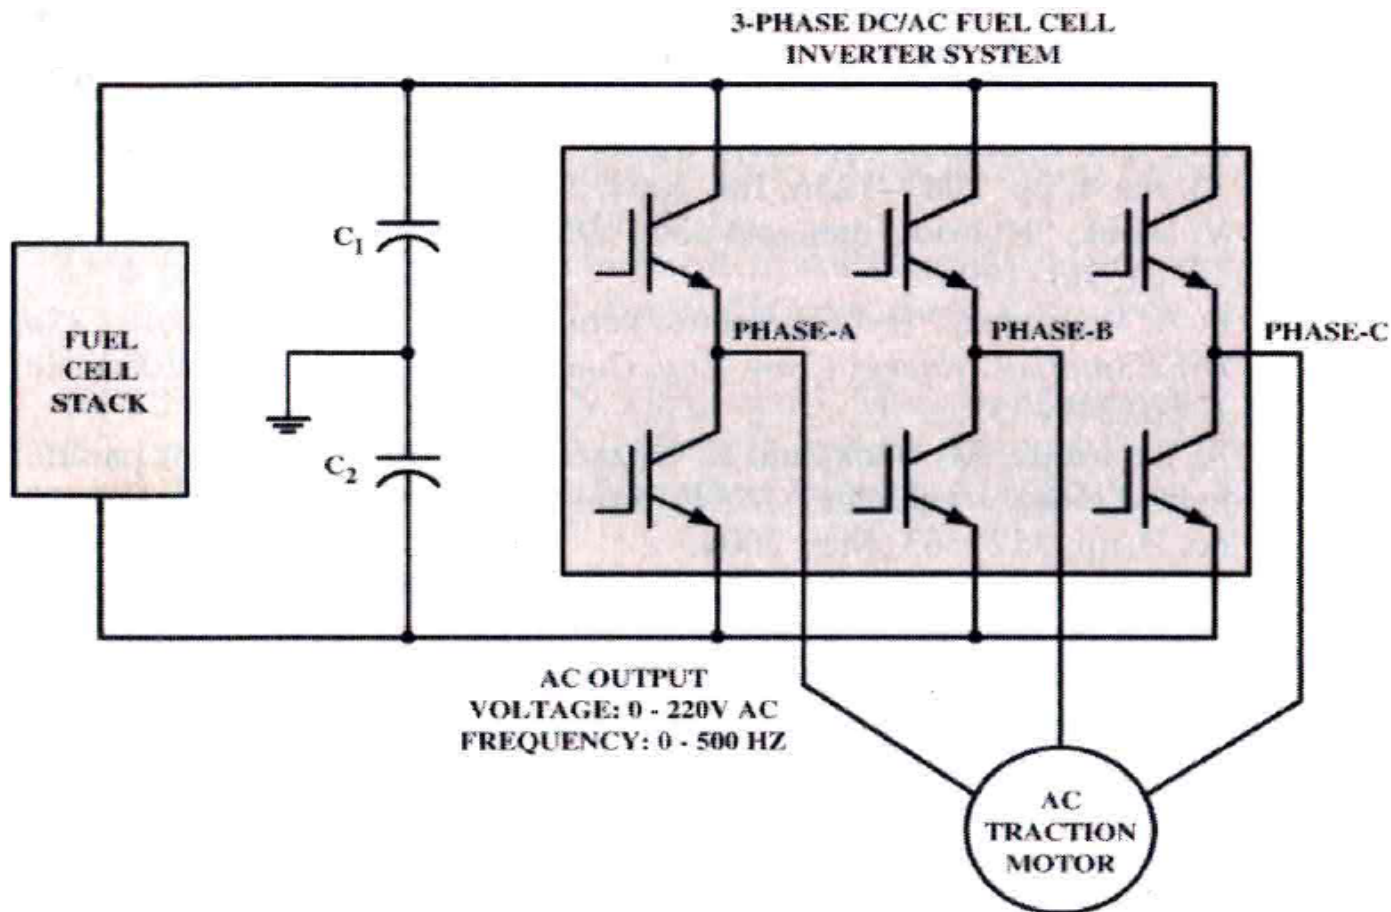 3-PHASE DC/AC FUEL CELL
INVERTER SYSTEM
C1
FUEL
CELL
STACK
PHASE-A
PHASE-B
PHASE-C
C2
AC OUTPUT
VOLTAGE: 0 - 220V AC
FREQUENCY: 0 - 500 HZ
AC
TRACTION
MOTOR